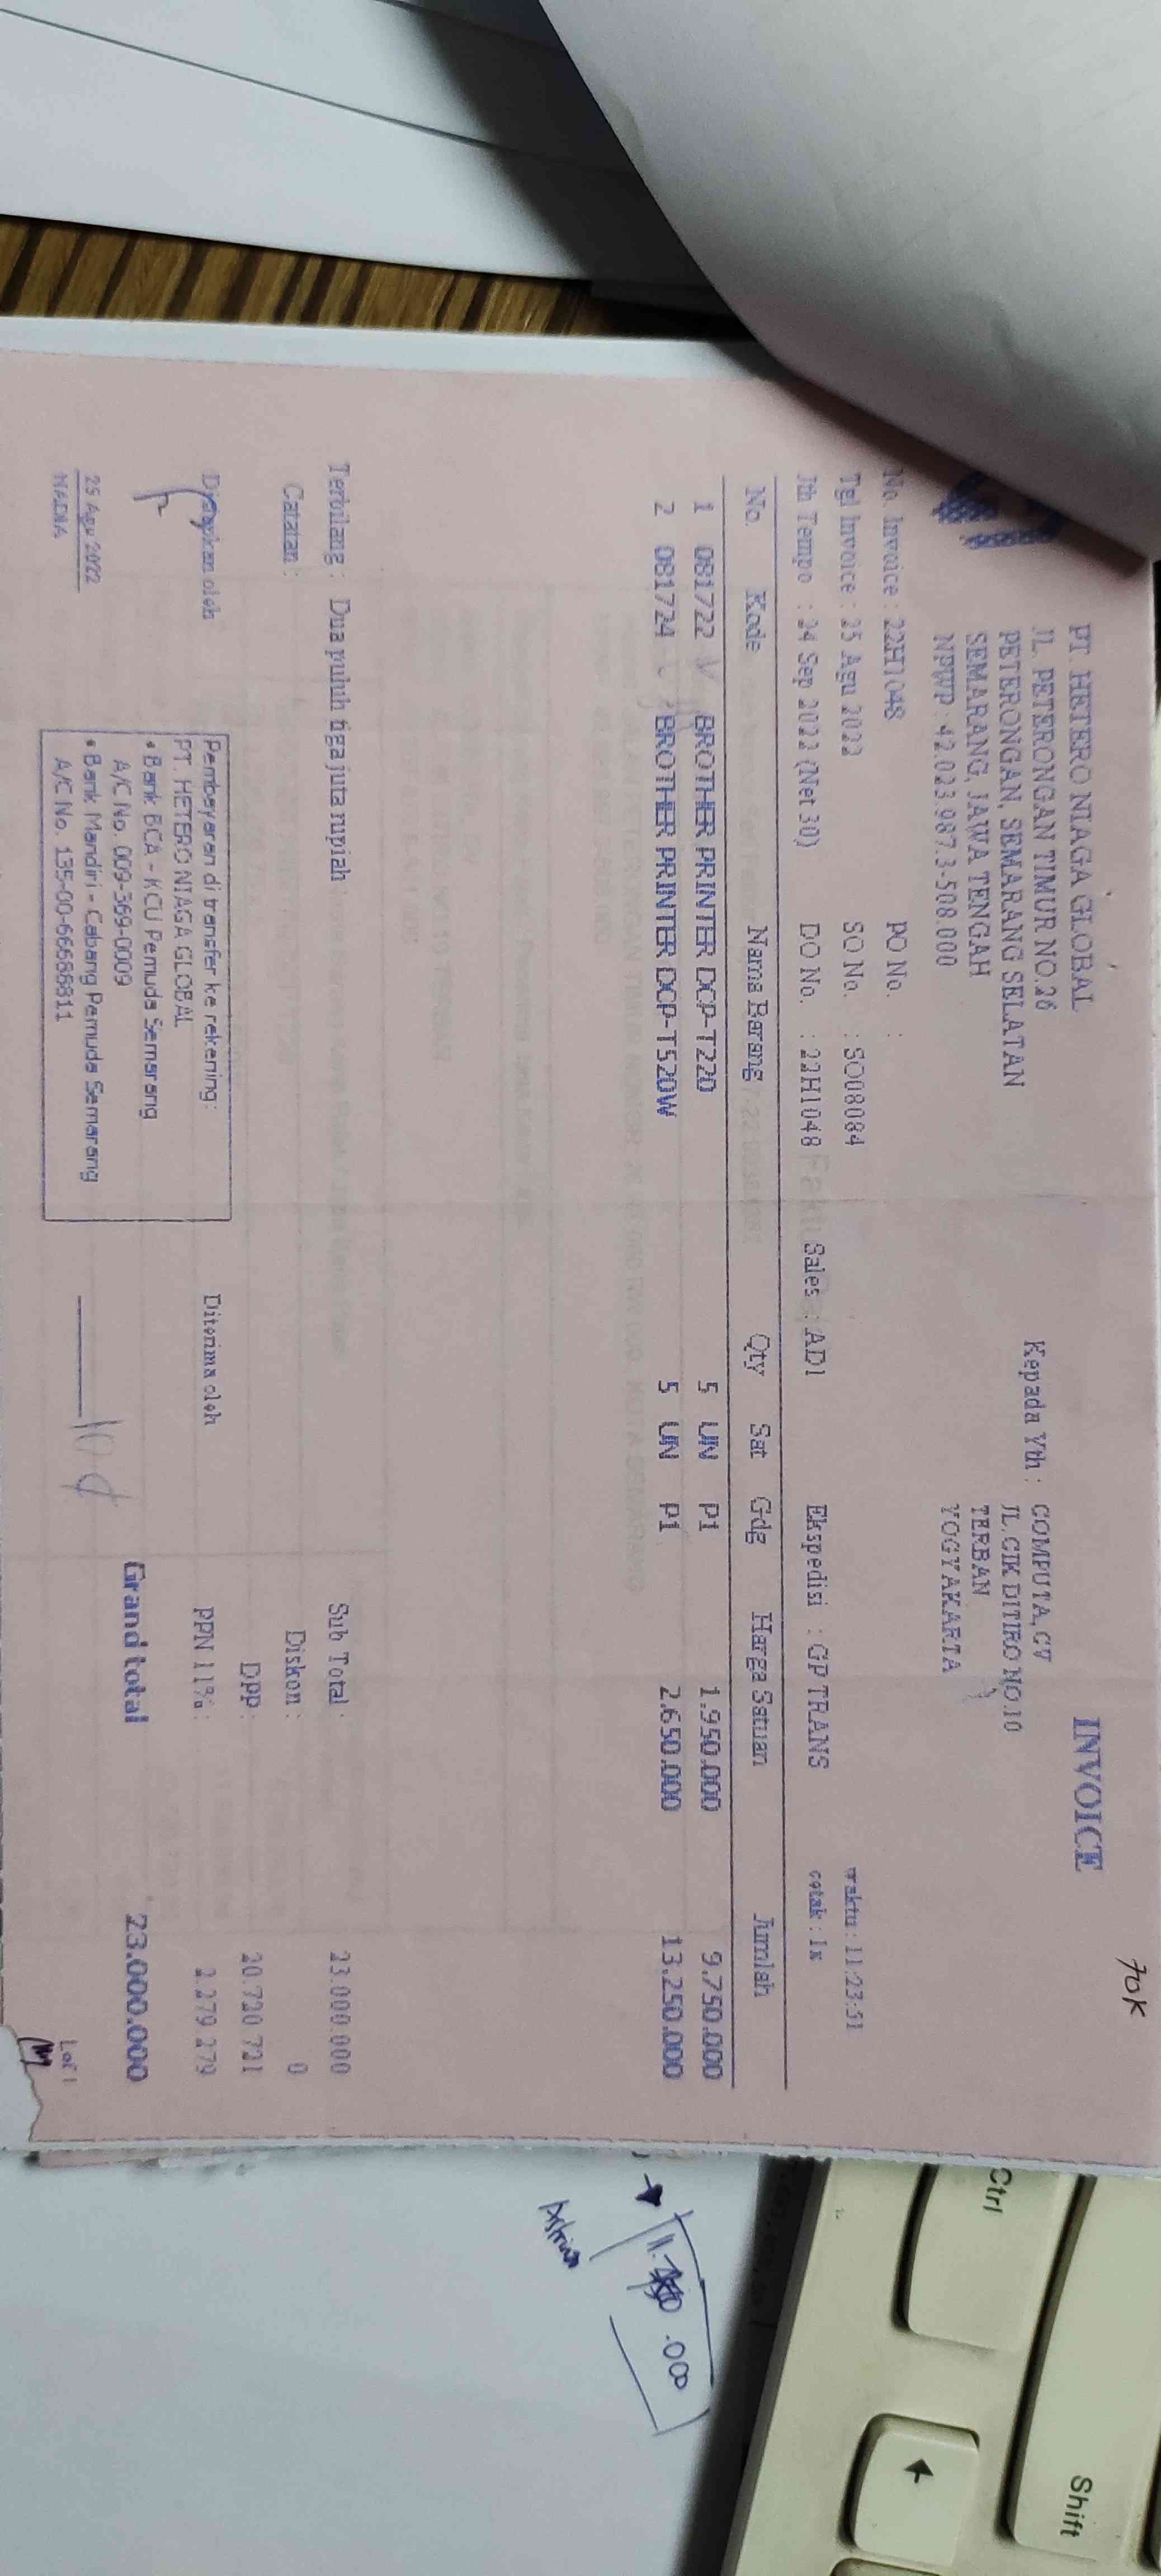 70K
INVOICE
PT. HETERO NIAGA GLOBAL
JL. PETERONGAN TIMUR NO.26
PETERONGAN, SEMARANG SELATAN
SEMARANG, JAWA TENGAH
NPWP : 42.023.987.3-508.000
Kepada Yth : COMPUTA, CV
JL. CIK DITIRO NO.10
TERBAN
YOGYAKARTA
No. Invoice : 22H1048 PO No. :
Tgl Invoice : 25 Agu 2022 SO No. : SO08084 waktu : 11:23:51
Jth Tempo : 24 Sep 2022 (Net 30) DO No. : 22H1048 Sales : ADI Ekspedisi : GP TRANS cetak : 1x
No. Kode Nama Barang Qty Sat Gdg Harga Satuan Jumlah
1 081722 BROTHER PRINTER DCP-T220 5 UN P1 1.950.000 9.750.000
2 081724 BROTHER PRINTER DCP-T520W 5 UN P1 2.650.000 13.250.000
Terbilang : Dua puluh tiga juta rupiah Sub Total : 23.000.000
Catatan : Diskon : 0
DPP : 20.720.721
PPN 11% : 2.279.279
Grand total 23.000.000
Disiapkan oleh
25 Agu 2022
NADIA
Pembayaran di transfer ke rekening:
PT. HETERO NIAGA GLOBAL
• Bank BCA - KCU Pemuda Semarang
A/C No. 009-369-0009
• Bank Mandiri - Cabang Pemuda Semarang
A/C No. 135-00-6668811
Diterima oleh
1 of 1
.000
Ctrl
Shift